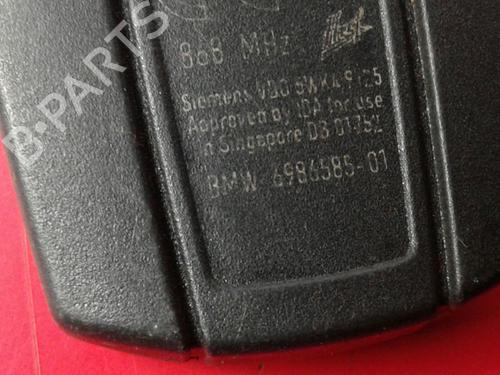 868 MHz
Siemens VDO 5WK49125
Approved by IDA for use
in Singapore DB 01752
BMW 6986585-01
B-PARTS